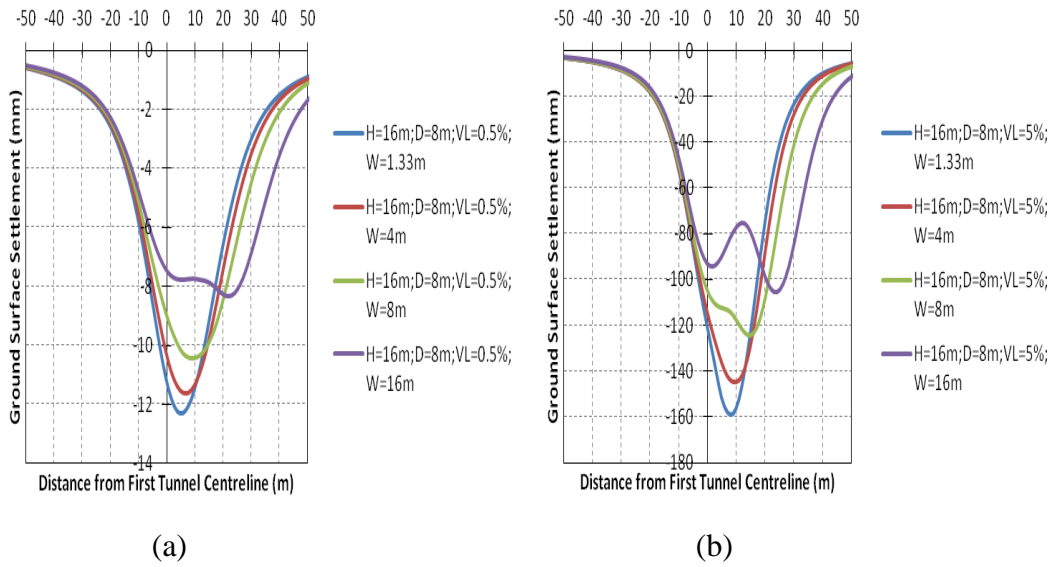 -50 -40 -30 -20 -10 0 10 20 30 40 50
0
-2
-4
-6
-8
-10
-12
-14
Ground Surface Settlement (mm)
Distance from First Tunnel Centreline (m)
H=16m;D=8m;VL=0.5%;
W=1.33m
H=16m;D=8m;VL=0.5%;
W=4m
H=16m;D=8m;VL=0.5%;
W=8m
H=16m;D=8m;VL=0.5%;
W=16m
(a)
-50 -40 -30 -20 -10 0 10 20 30 40 50
0
-20
-40
-60
-80
-100
-120
-140
-160
-180
Ground Surface Settlement (mm)
Distance from First Tunnel Centreline (m)
H=16m;D=8m;VL=5%;
W=1.33m
H=16m;D=8m;VL=5%;
W=4m
H=16m;D=8m;VL=5%;
W=8m
H=16m;D=8m;VL=5%;
W=16m
(b)